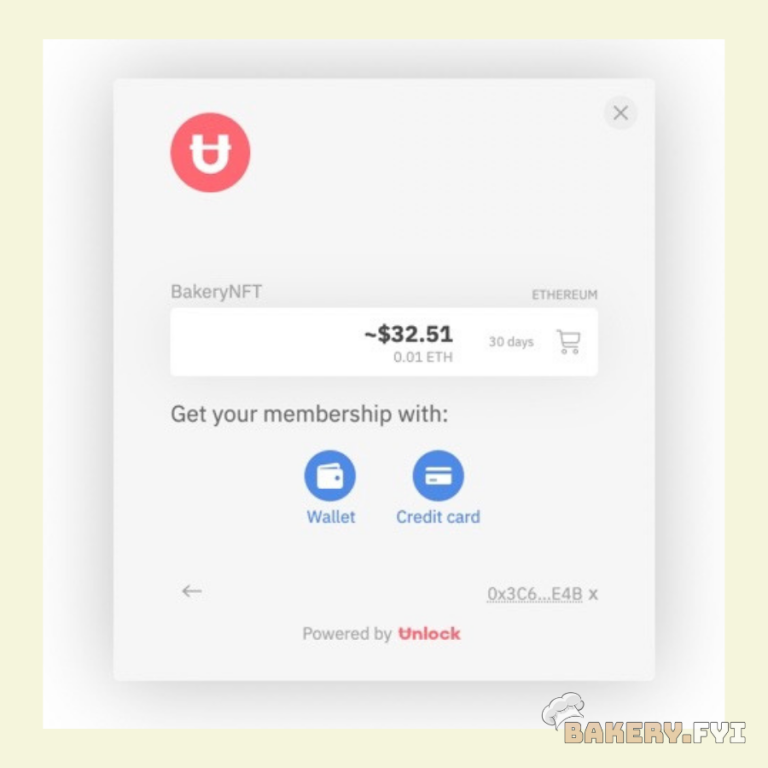 BakeryNFT
ETHEREUM
~$32.51
0.01 ETH
30 days
Get your membership with:
Wallet
Credit card
0x3C6...E4B x
Powered by Unlock
BAKERY.FYI